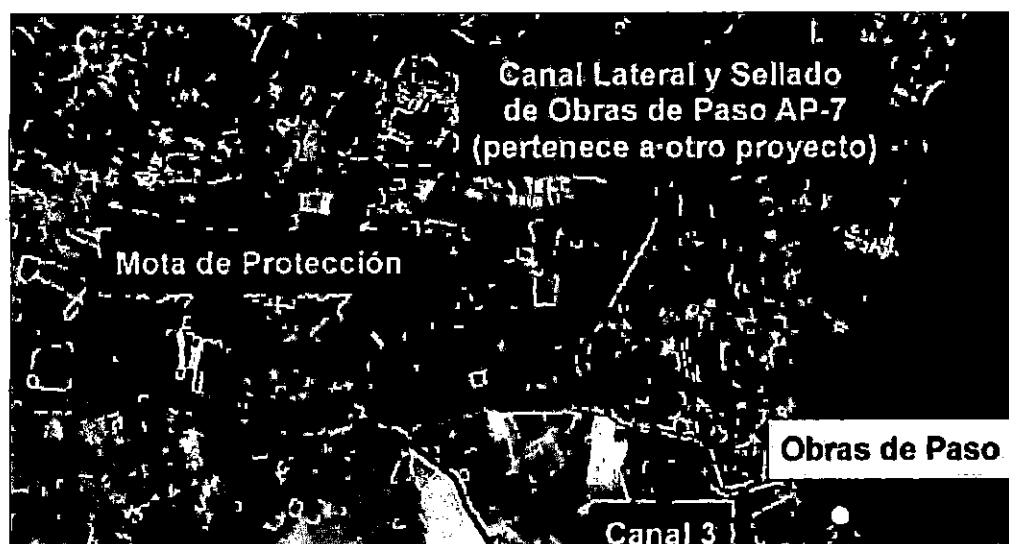 Canal Lateral y Sellado
de Obras de Paso AP-7
(pertenece a otro proyecto)
Mota de Protección
Obras de Paso
Canal 3